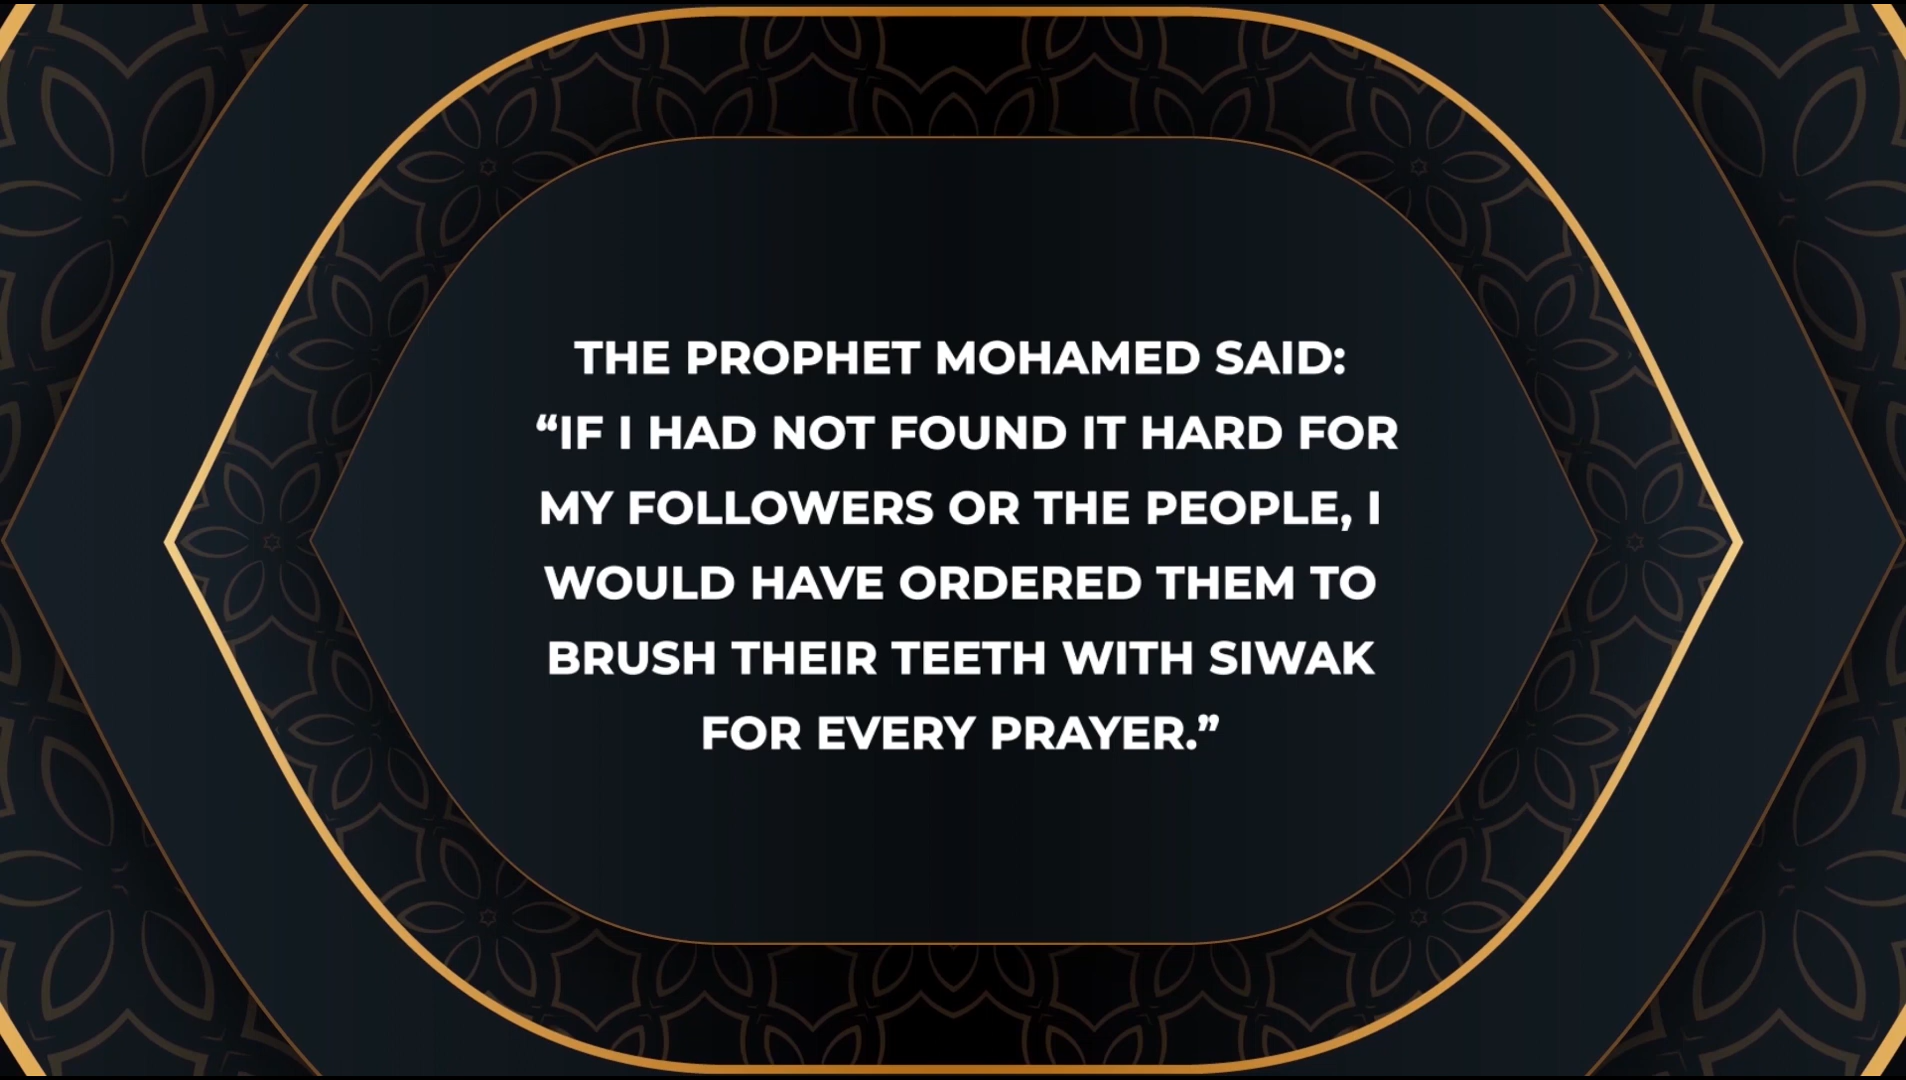 THE PROPHET MOHAMED SAID:
“IF I HAD NOT FOUND IT HARD FOR
MY FOLLOWERS OR THE PEOPLE, I
WOULD HAVE ORDERED THEM TO
BRUSH THEIR TEETH WITH SIWAK
FOR EVERY PRAYER.”